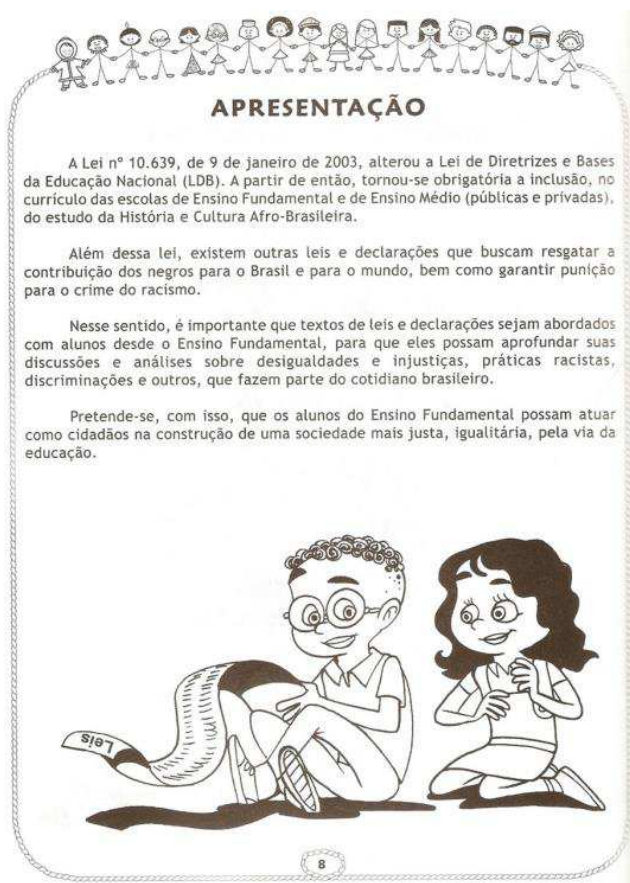 APRESENTAÇÃO
A Lei nº 10.639, de 9 de janeiro de 2003, alterou a Lei de Diretrizes e Bases
da Educação Nacional (LDB). A partir de então, tornou-se obrigatória a inclusão, no
currículo das escolas de Ensino Fundamental e de Ensino Médio (públicas e privadas),
do estudo da História e Cultura Afro-Brasileira.
Além dessa lei, existem outras leis e declarações que buscam resgatar a
contribuição dos negros para o Brasil e para o mundo, bem como garantir punição
para o crime do racismo.
Nesse sentido, é importante que textos de leis e declarações sejam abordados
com alunos desde o Ensino Fundamental, para que eles possam aprofundar suas
discussões e análises sobre desigualdades e injustiças, práticas racistas,
discriminações e outros, que fazem parte do cotidiano brasileiro.
Pretende-se, com isso, que os alunos do Ensino Fundamental possam atuar
como cidadãos na construção de uma sociedade mais justa, igualitária, pela via da
educação.
Leis
8